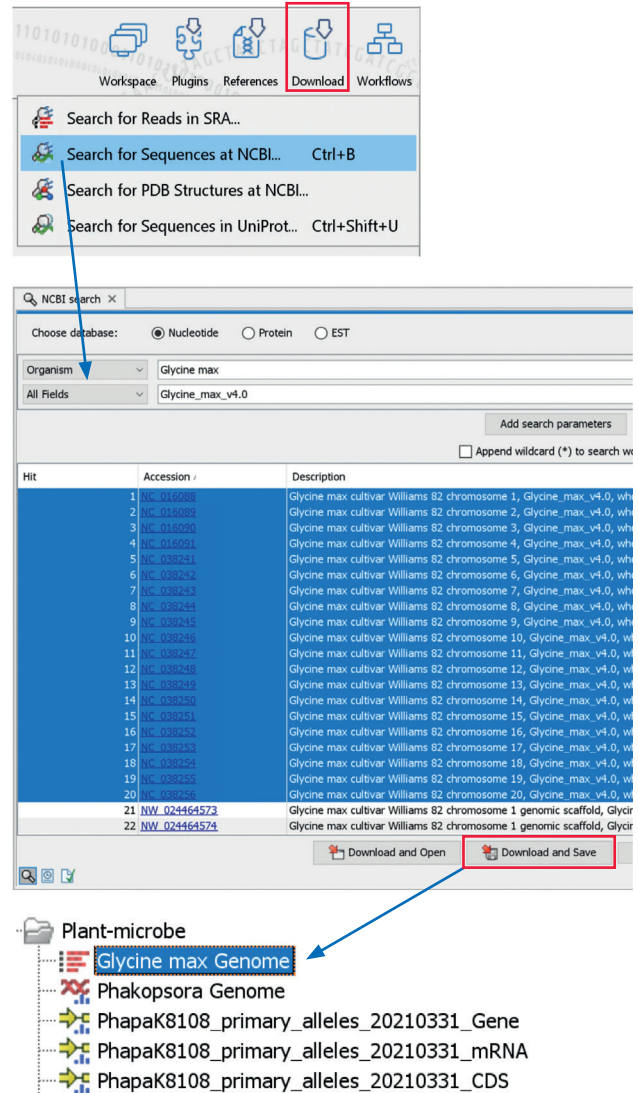 Workspace Plugins References Download Workflows
Search for Reads in SRA...
Search for Sequences at NCBI... Ctrl+B
Search for PDB Structures at NCBI...
Search for Sequences in UniProt... Ctrl+Shift+U
NCBI search ×
Choose database: Nucleotide Protein EST
Organism Glycine max
All Fields Glycine_max_v4.0
Add search parameters
Append wildcard (*) to search wo
Hit Accession Description
1 NC_016088 Glycine max cultivar Williams 82 chromosome 1, Glycine_max_v4.0, who
2 NC_016089 Glycine max cultivar Williams 82 chromosome 2, Glycine_max_v4.0, who
3 NC_016090 Glycine max cultivar Williams 82 chromosome 3, Glycine_max_v4.0, who
4 NC_016091 Glycine max cultivar Williams 82 chromosome 4, Glycine_max_v4.0, who
5 NC_038241 Glycine max cultivar Williams 82 chromosome 5, Glycine_max_v4.0, who
6 NC_038242 Glycine max cultivar Williams 82 chromosome 6, Glycine_max_v4.0, who
7 NC_038243 Glycine max cultivar Williams 82 chromosome 7, Glycine_max_v4.0, who
8 NC_038244 Glycine max cultivar Williams 82 chromosome 8, Glycine_max_v4.0, who
9 NC_038245 Glycine max cultivar Williams 82 chromosome 9, Glycine_max_v4.0, who
10 NC_038246 Glycine max cultivar Williams 82 chromosome 10, Glycine_max_v4.0, wh
11 NC_038247 Glycine max cultivar Williams 82 chromosome 11, Glycine_max_v4.0, wh
12 NC_038248 Glycine max cultivar Williams 82 chromosome 12, Glycine_max_v4.0, wh
13 NC_038249 Glycine max cultivar Williams 82 chromosome 13, Glycine_max_v4.0, wh
14 NC_038250 Glycine max cultivar Williams 82 chromosome 14, Glycine_max_v4.0, wh
15 NC_038251 Glycine max cultivar Williams 82 chromosome 15, Glycine_max_v4.0, wh
16 NC_038252 Glycine max cultivar Williams 82 chromosome 16, Glycine_max_v4.0, wh
17 NC_038253 Glycine max cultivar Williams 82 chromosome 17, Glycine_max_v4.0, wh
18 NC_038254 Glycine max cultivar Williams 82 chromosome 18, Glycine_max_v4.0, wh
19 NC_038255 Glycine max cultivar Williams 82 chromosome 19, Glycine_max_v4.0, wh
20 NC_038256 Glycine max cultivar Williams 82 chromosome 20, Glycine_max_v4.0, wh
21 NW_024464573 Glycine max cultivar Williams 82 chromosome 1 genomic scaffold, Glycin
22 NW_024464574 Glycine max cultivar Williams 82 chromosome 1 genomic scaffold, Glycin
Download and Open Download and Save
Plant-microbe
Glycine max Genome
Phakopsora Genome
PhapaK8108_primary_alleles_20210331_Gene
PhapaK8108_primary_alleles_20210331_mRNA
PhapaK8108_primary_alleles_20210331_CDS